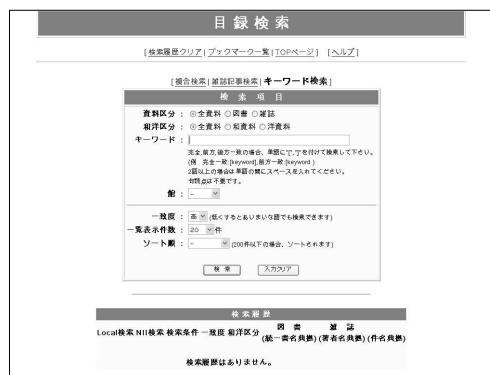 目録検索
[検索履歴クリア|ブックマーク一覧|TOPページ] [ヘルプ]
[複合検索|雑誌記事検索|キーワード検索]
検 索 項 目
資料区分 : ◎全資料 ○図書 ○雑誌
和洋区分 : ◎全資料 ○和資料 ○洋資料
キーワード :
完全,前方,後方一致の場合、単語に"[","]"を付けて検索して下さい。
(例 完全一致 [keyword],前方一致 [keyword )
2語以上の場合は単語の間にスペースを入れてください。
句読点は不要です。
館 : --
一致度 : 高 (低くするとあいまいな語でも検索できます)
一覧表示件数 : 20 件
ソート順 : -- (200件以下の場合、ソートされます)
検 索 入力クリア
検 索 履 歴
Local検索 NII検索 検索条件 一致度 和洋区分 図 書 雑 誌
(統一書名典拠) (著者名典拠) (件名典拠)
検索履歴はありません。